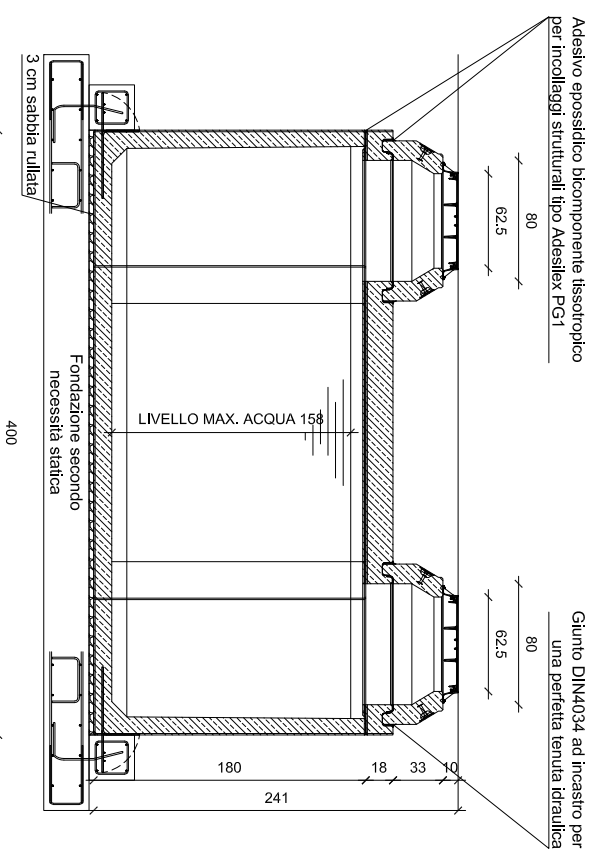 Adesivo epossidico bicomponente tissotropico
per incollaggi strutturali tipo Adesilex PG1
Giunto DIN4034 ad incastro per
una perfetta tenuta idraulica
80
80
62.5
62.5
LIVELLO MAX. ACQUA 158
180
18
33
10
241
3 cm sabbia rullata
Fondazione secondo
necessità statica
400